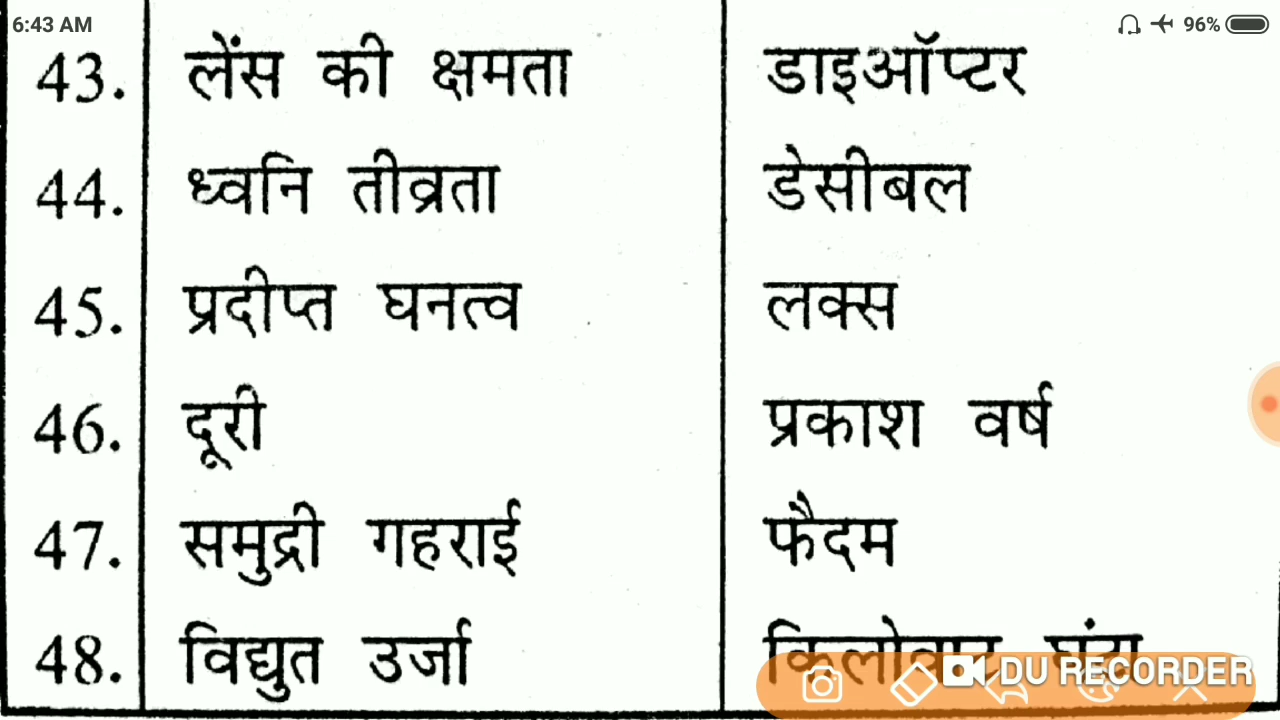 6:43 AM 96%
43. लेंस की क्षमता डाइऑप्टर
44. ध्वनि तीव्रता डेसीबल
45. प्रदीप्त घनत्व लक्स
46. दूरी प्रकाश वर्ष
47. समुद्री गहराई फैदम
48. विद्युत उर्जा किलोवाट घंटा
DU RECORDER